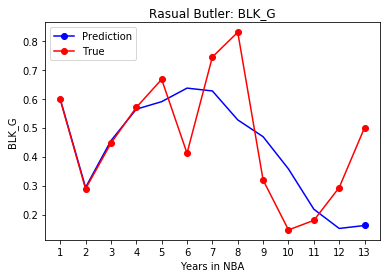 Rasual Butler: BLK_G
Prediction
True
BLK_G
0.8
0.7
0.6
0.5
0.4
0.3
0.2
1 2 3 4 5 6 7 8 9 10 11 12 13
Years in NBA